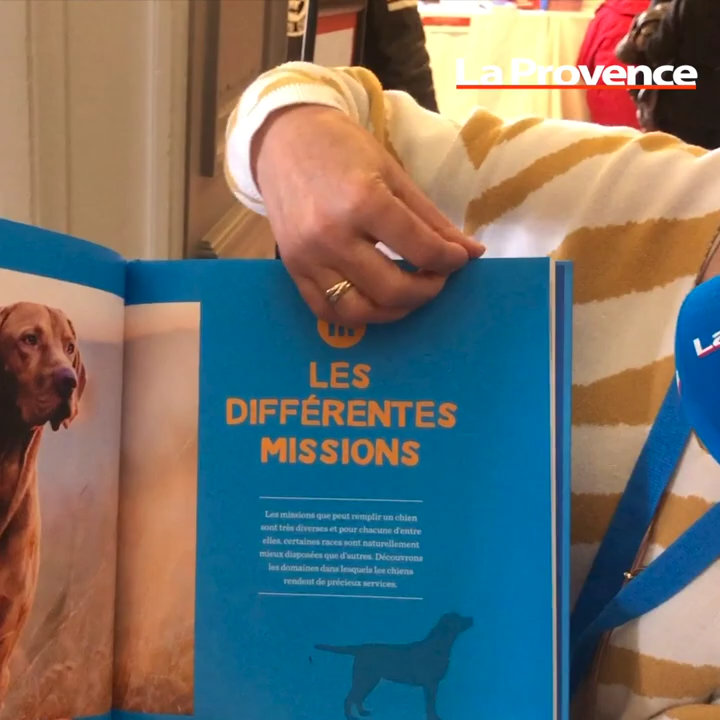 La Provence
LES
DIFFÉRENTES
MISSIONS
Les missions que peut remplir un chien
sont très diverses et pour chacune d'entre
elles, certaines races sont naturellement
mieux disposées que d'autres. Découvrons
les domaines dans lesquels les chiens
rendent de précieux services.
La